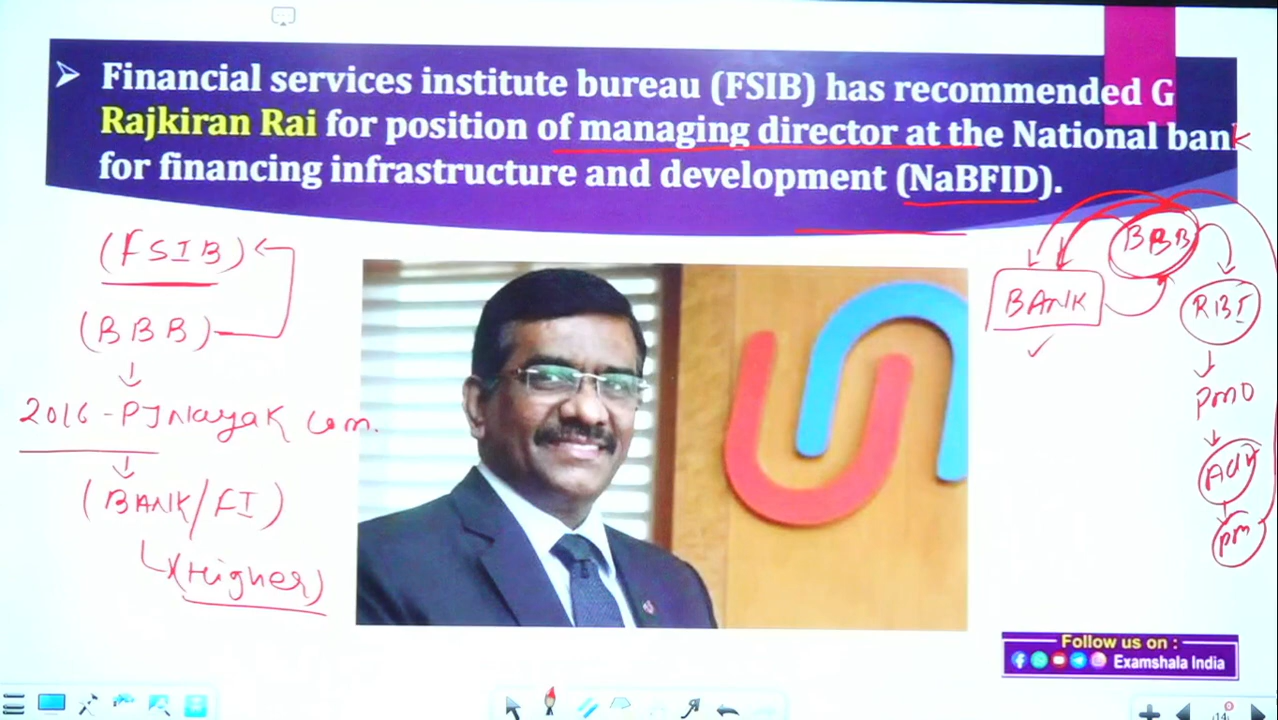 Financial services institute bureau (FSIB) has recommended G
Rajkiran Rai for position of managing director at the National bank
for financing infrastructure and development (NaBFID).
(FSIB)
(BBB)
2016 - PJ Nayak Com.
(BANK/FI)
(Higher)
BBB
BANK
RBI
PMO
PM
Follow us on :
Examshala India
14